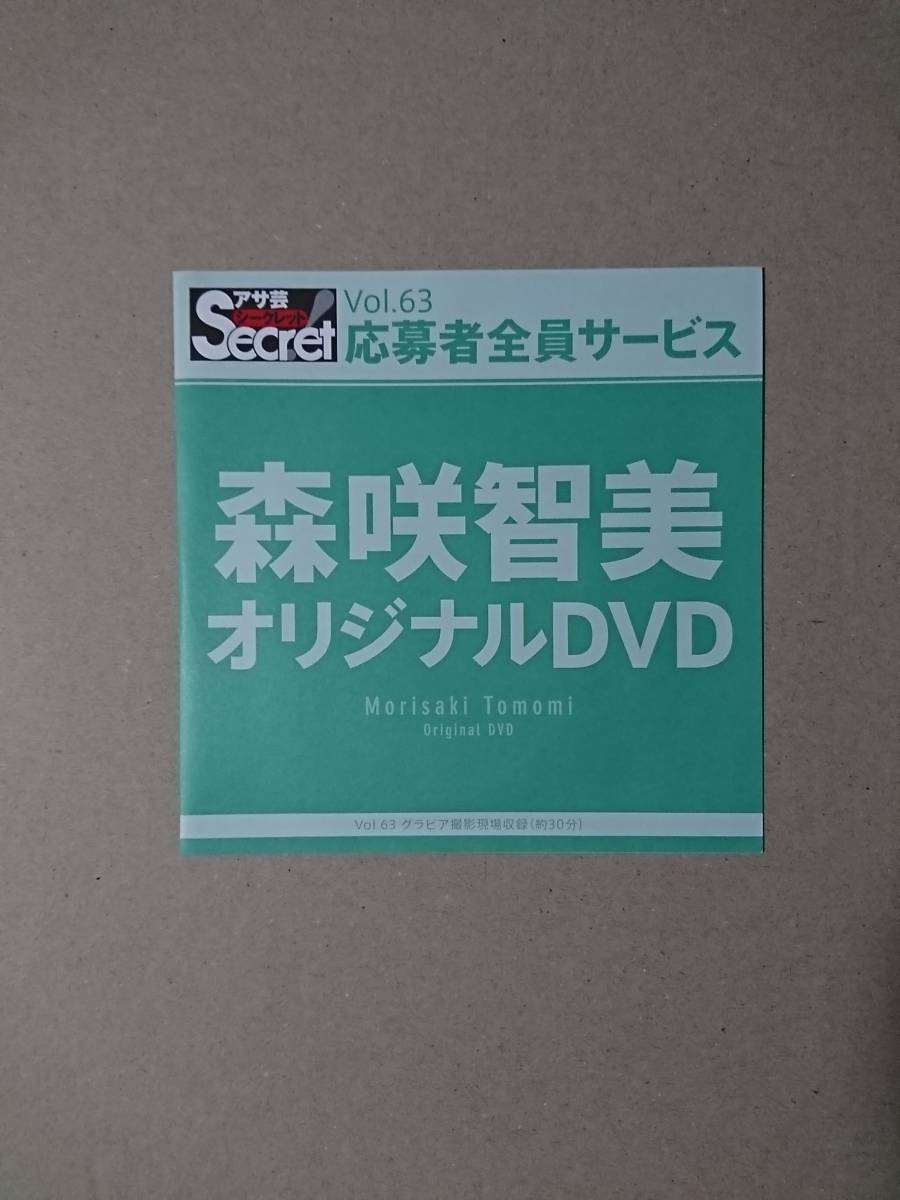 アサ芸
シークレット!
Secret
Vol.63
応募者全員サービス
森咲智美
オリジナルDVD
Morisaki Tomomi
Original DVD
Vol.63 グラビア撮影現場収録(約30分)